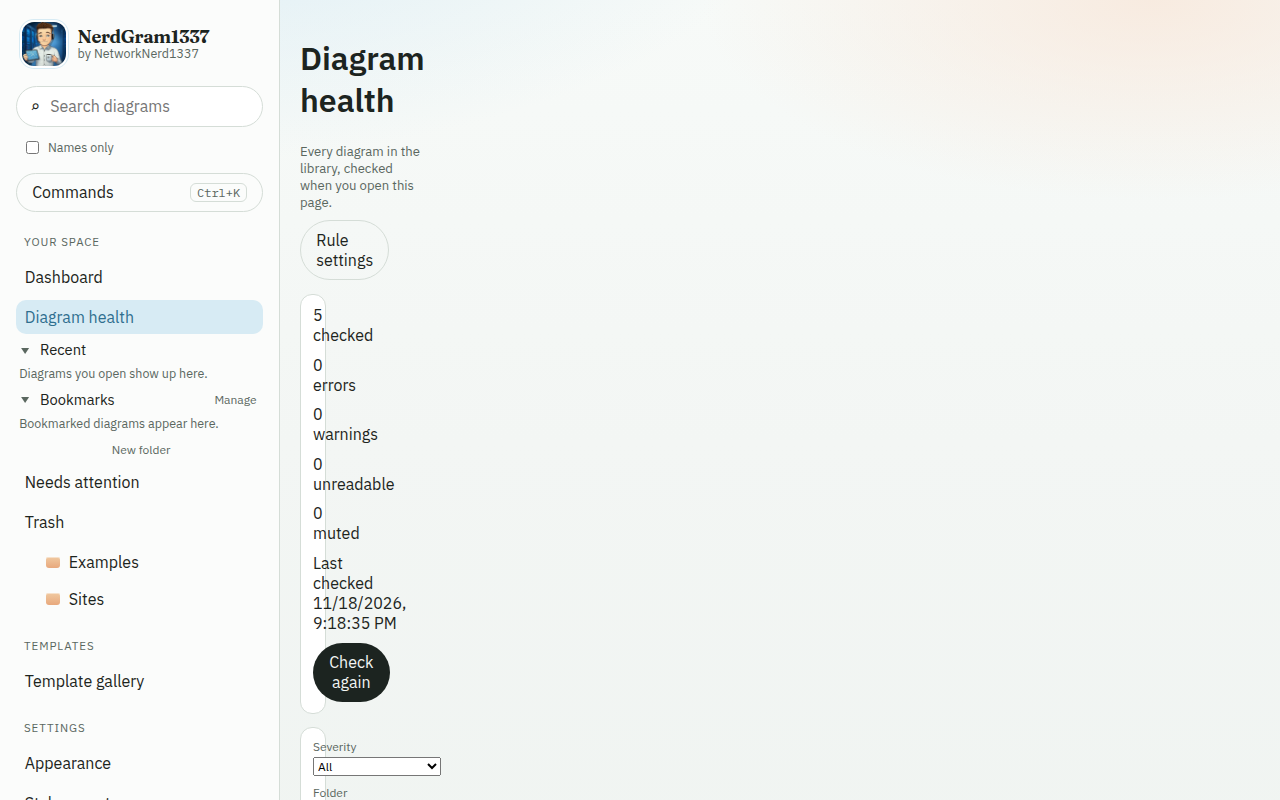 NerdGram1337
by NetworkNerd1337
Search diagrams
Names only
Commands
Ctrl+K
YOUR SPACE
Dashboard
Diagram health
Recent
Diagrams you open show up here.
Bookmarks
Manage
Bookmarked diagrams appear here.
New folder
Needs attention
Trash
Examples
Sites
TEMPLATES
Template gallery
SETTINGS
Appearance
Diagram
health
Every diagram in the
library, checked
when you open this
page.
Rule
settings
5
checked
0
errors
0
warnings
0
unreadable
0
muted
Last
checked
11/18/2026,
9:18:35 PM
Check
again
Severity
All
Folder